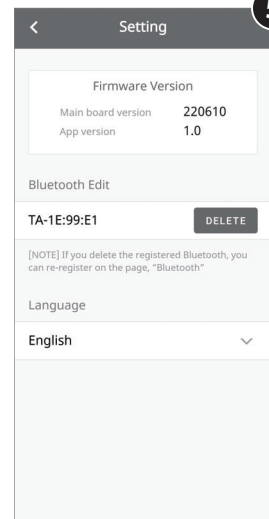 Setting
Firmware Version
Main board version 220610
App version 1.0
Bluetooth Edit
TA-1E:99:E1 DELETE
[NOTE] If you delete the registered Bluetooth, you
can re-register on the page, “Bluetooth”
Language
English